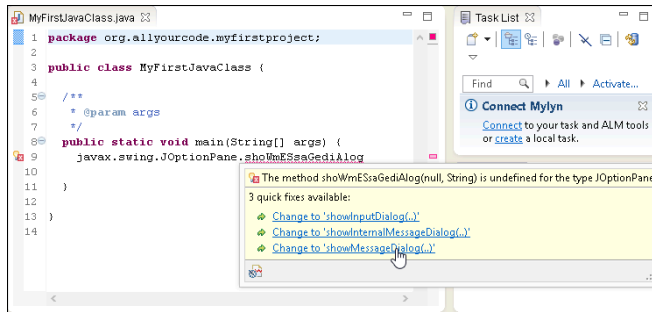 MyFirstJavaClass.java
1 package org.allyourcode.myfirstproject;
2
3 public class MyFirstJavaClass {
4
5 /**
6 * @param args
7 */
8 public static void main(String[] args) {
9 javax.swing.JOptionPane.shoWmESsaGediAlog
10
11 }
12
13 }
14
The method shoWmESsaGediAlog(null, String) is undefined for the type JOptionPane
3 quick fixes available:
Change to 'showInputDialog(..)'
Change to 'showInternalMessageDialog(..)'
Change to 'showMessageDialog(..)'
Task List
Find All Activate...
Connect Mylyn
Connect to your task and ALM tools
or create a local task.